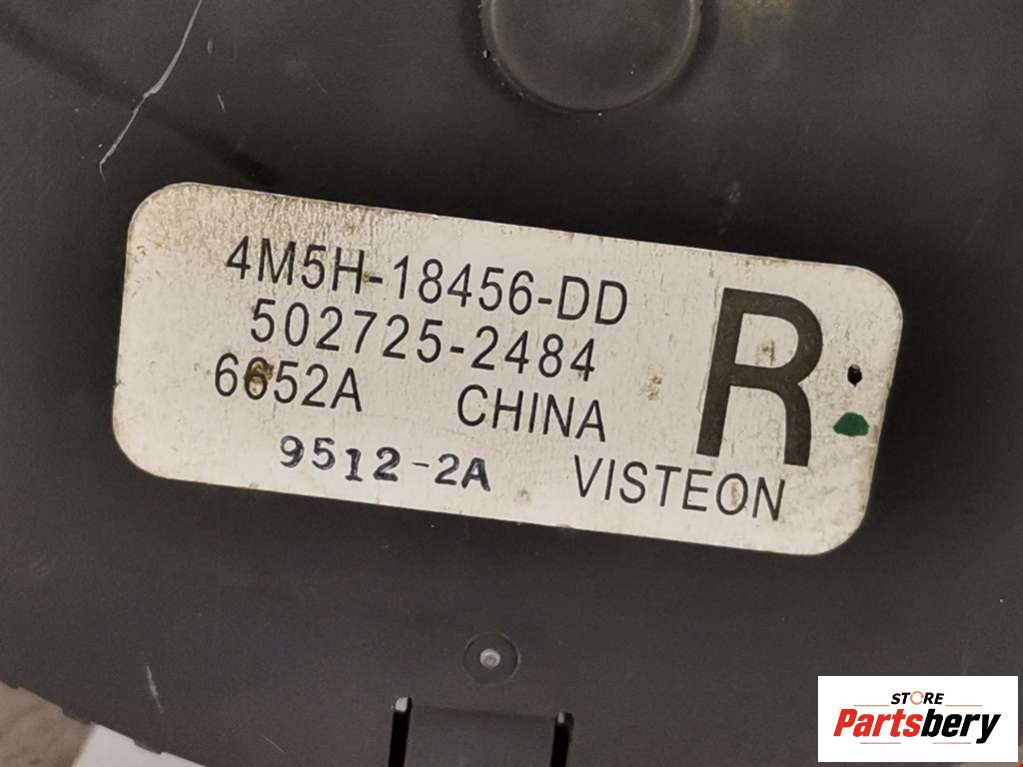 4M5H-18456-DD
502725-2484
R
6652A CHINA
9512-2A VISTEON
STORE
Partsbery